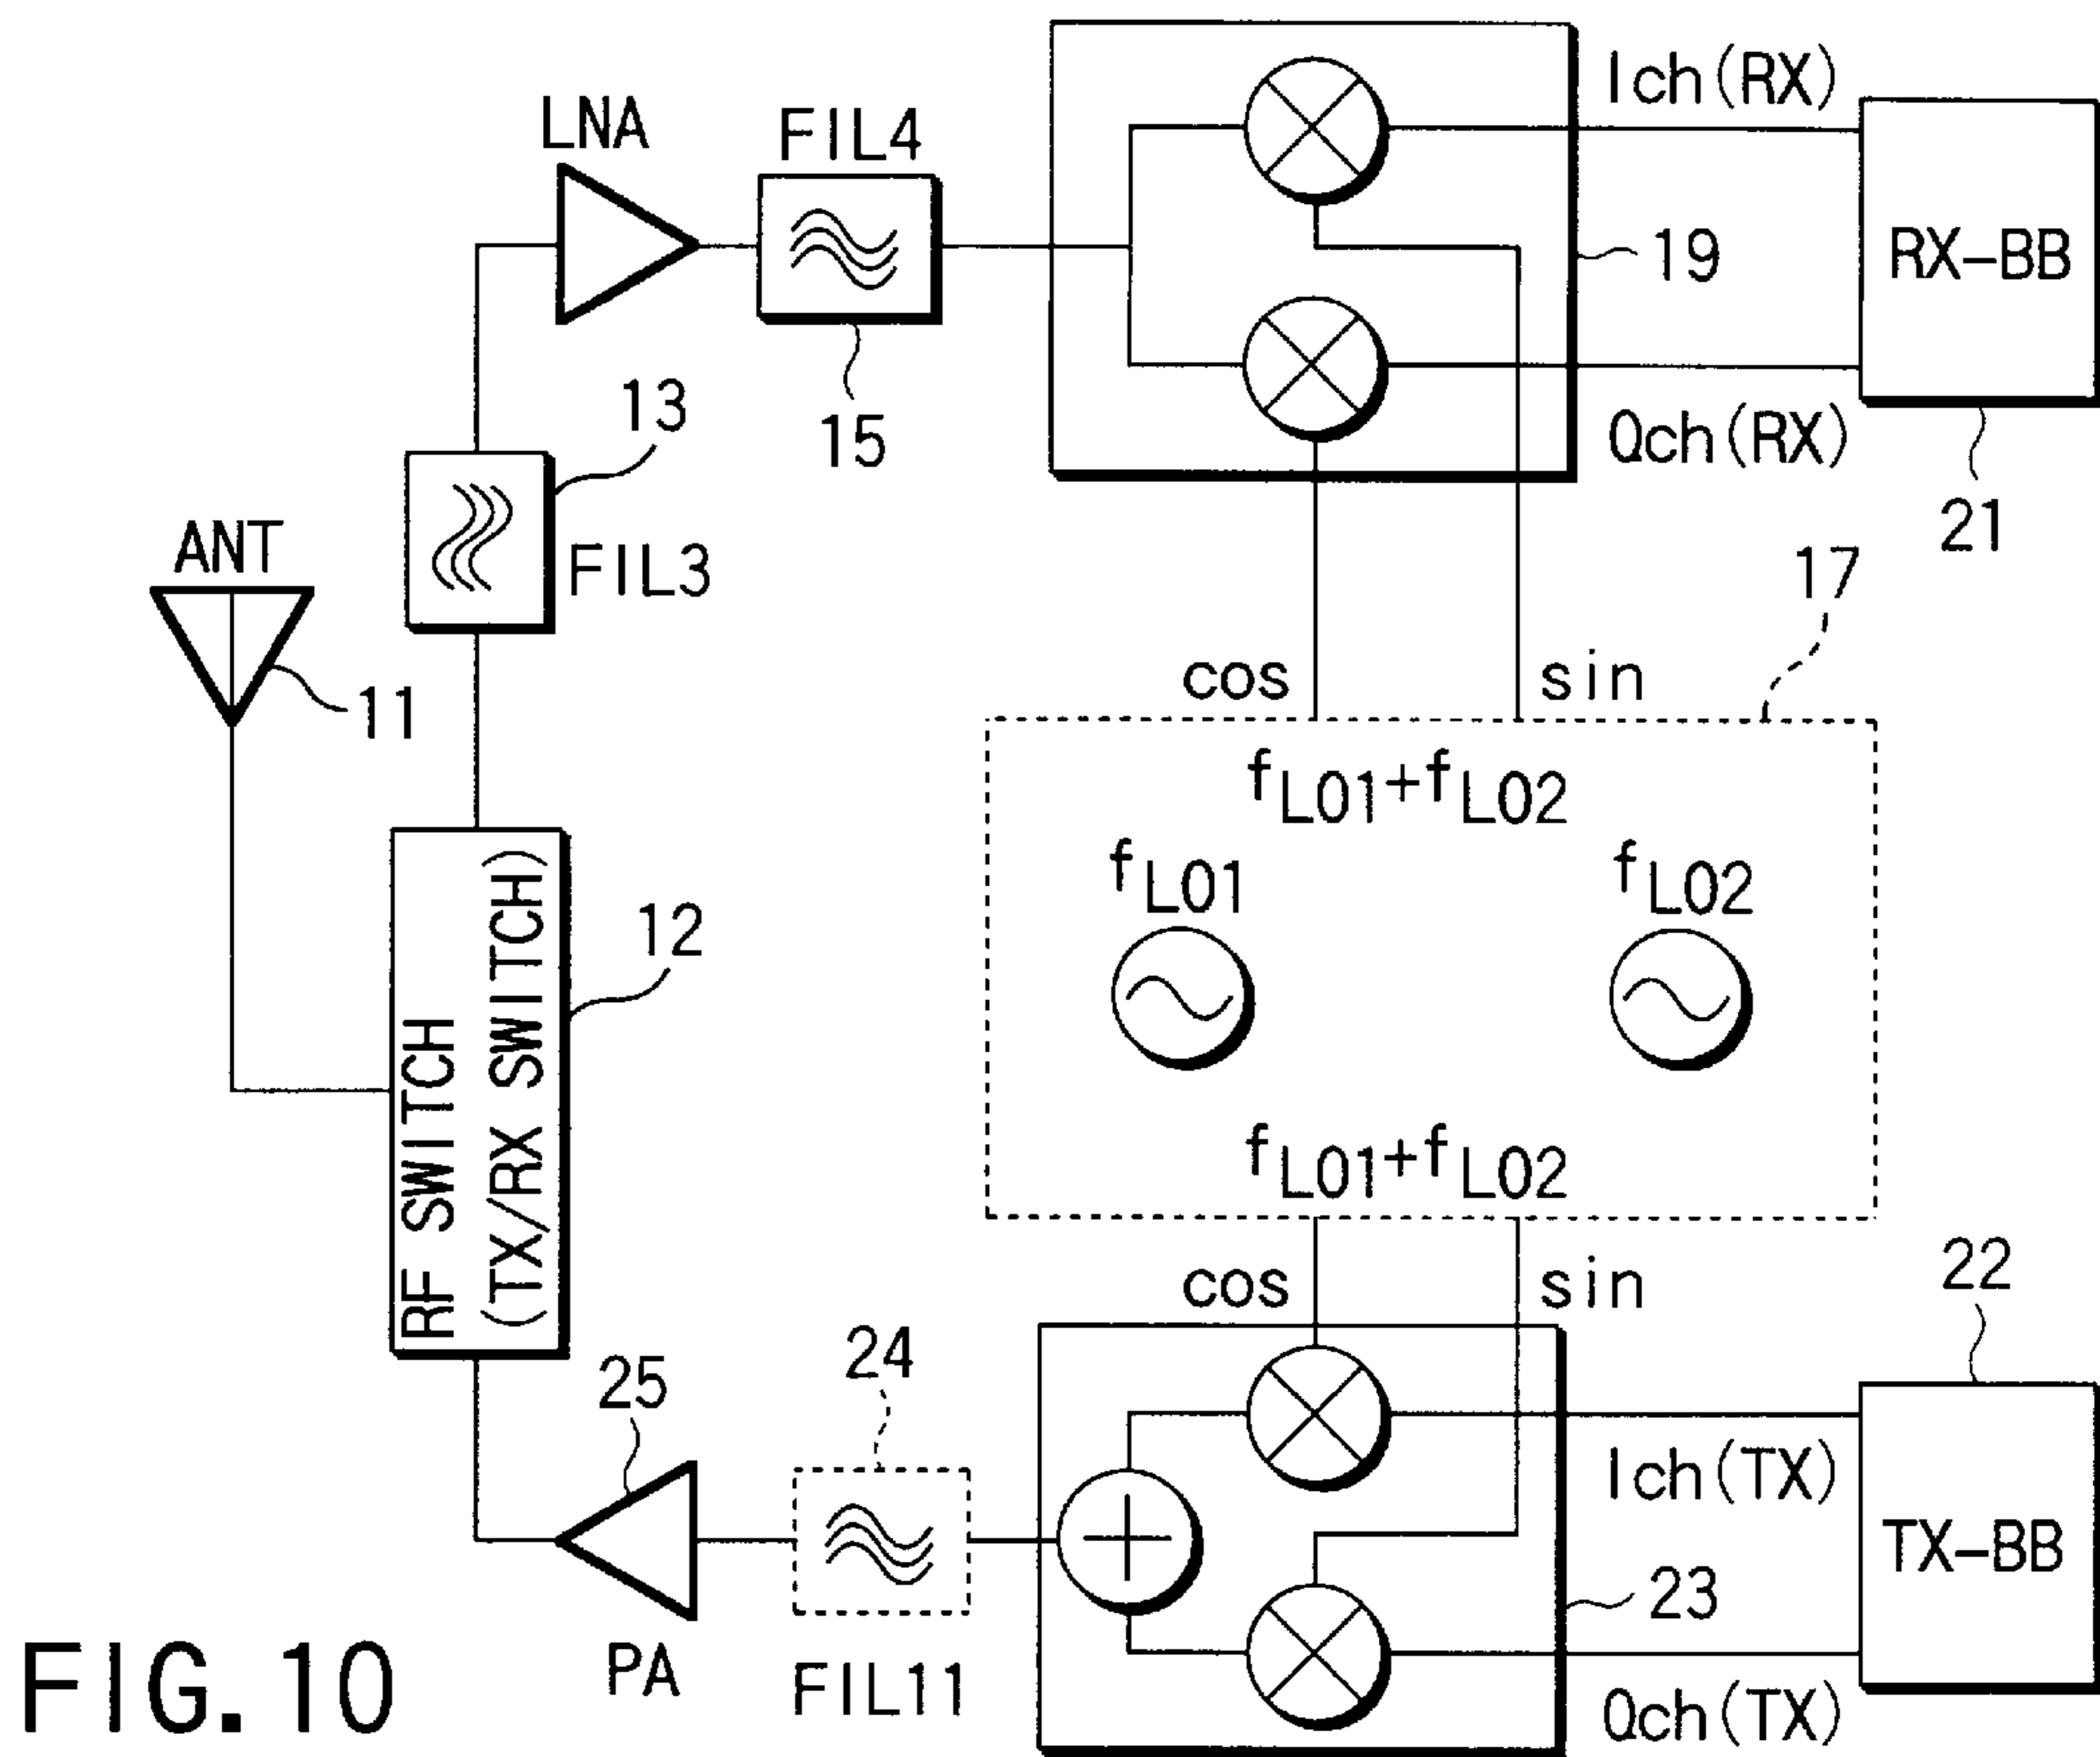 LNA
FIL4
Ich(RX)
RX-BB
19
15
13
Qch(RX)
21
ANT
FIL3
11
17
cos
sin
fLO1+fLO2
fLO1
fLO2
RF SWITCH
(TX/RX SWITCH)
12
fLO1+fLO2
cos
sin
22
24
25
Ich(TX)
TX-BB
23
PA
FIL11
Qch(TX)
FIG.10